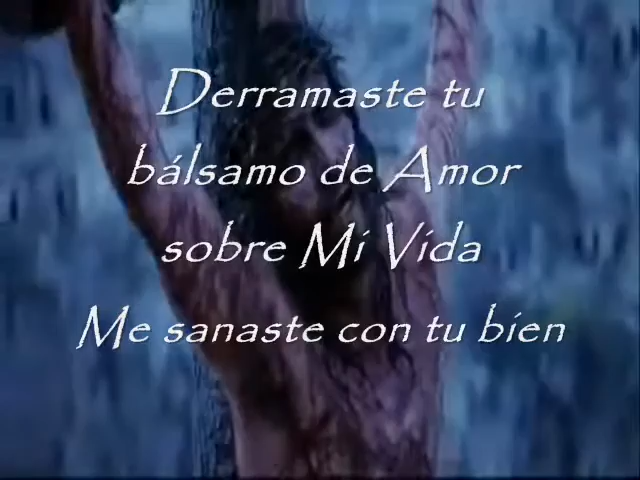 Derramaste tu
bálsamo de Amor
sobre Mi Vida
Me sanaste con tu bien